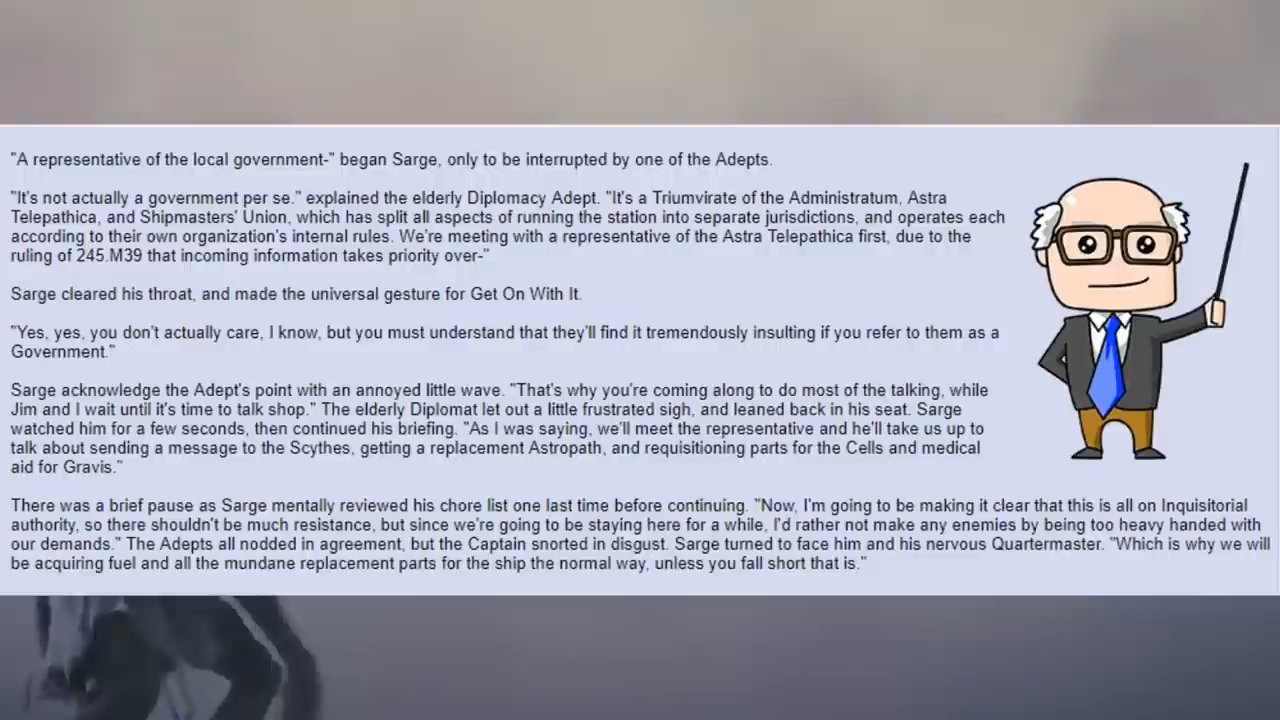 "A representative of the local government-" began Sarge, only to be interrupted by one of the Adepts.
"It's not actually a government per se." explained the elderly Diplomacy Adept. "It's a Triumvirate of the Administratum, Astra
Telepathica, and Shipmasters' Union, which has split all aspects of running the station into separate jurisdictions, and operates each
according to their own organization's internal rules. We're meeting with a representative of the Astra Telepathica first, due to the
ruling of 245.M39 that incoming information takes priority over-"
Sarge cleared his throat, and made the universal gesture for Get On With It.
"Yes, yes, you don't actually care, I know, but you must understand that they'll find it tremendously insulting if you refer to them as a
Government."
Sarge acknowledge the Adept's point with an annoyed little wave. "That's why you're coming along to do most of the talking, while
Jim and I wait until it's time to talk shop." The elderly Diplomat let out a little frustrated sigh, and leaned back in his seat. Sarge
watched him for a few seconds, then continued his briefing. "As I was saying, we'll meet the representative and he'll take us up to
talk about sending a message to the Scythes, getting a replacement Astropath, and requisitioning parts for the Cells and medical
aid for Gravis."
There was a brief pause as Sarge mentally reviewed his chore list one last time before continuing. "Now, I'm going to be making it clear that this is all on Inquisitorial
authority, so there shouldn't be much resistance, but since we're going to be staying here for a while, I'd rather not make any enemies by being too heavy handed with
our demands." The Adepts all nodded in agreement, but the Captain snorted in disgust. Sarge turned to face him and his nervous Quartermaster. "Which is why we will
be acquiring fuel and all the mundane replacement parts for the ship the normal way, unless you fall short that is."